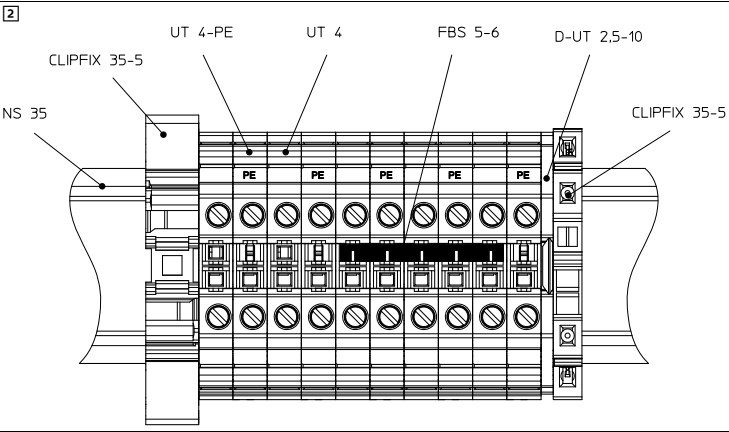 2
UT 4-PE
UT 4
FBS 5-6
D-UT 2,5-10
CLIPFIX 35-5
NS 35
CLIPFIX 35-5
PE PE PE PE PE